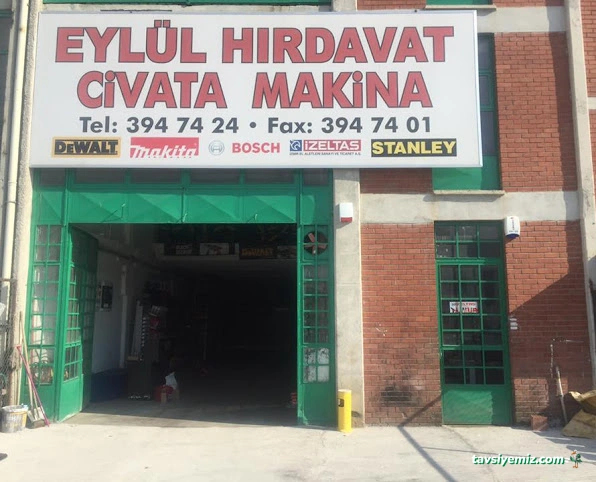 EYLÜL HIRDAVAT
CİVATA MAKİNA
Tel: 394 74 24 • Fax: 394 74 01
DEWALT makita BOSCH İZELTAŞ STANLEY
tavsiyemiz.com